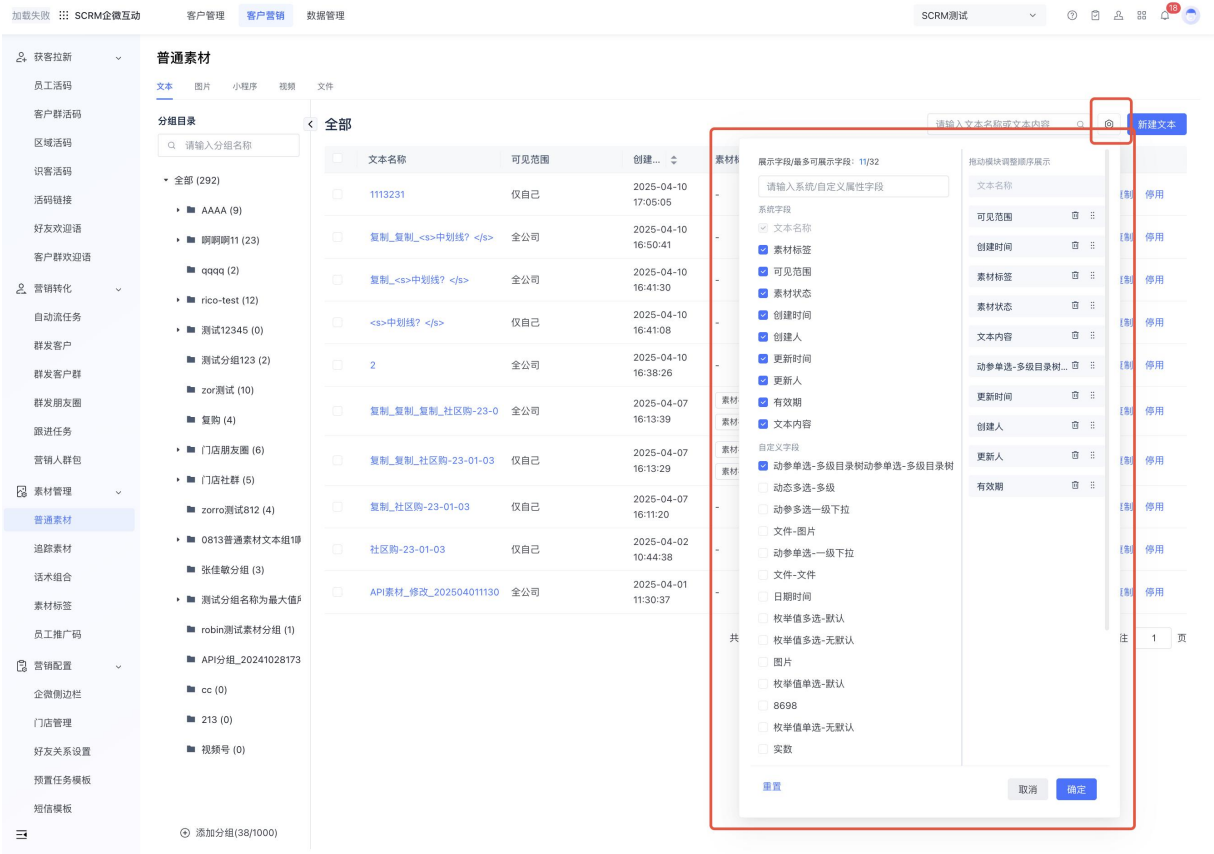 加载失败 SCRM企微互动 客户管理 客户营销 数据管理 SCRM测试 18
获客拉新
员工活码
客户群活码
区域活码
识客活码
活码链接
好友欢迎语
客户群欢迎语
营销转化
自动流任务
群发客户
群发客户群
群发朋友圈
跟进任务
营销人群包
素材管理
普通素材
追踪素材
话术组合
素材标签
员工推广码
营销配置
企微侧边栏
门店管理
好友关系设置
预置任务模板
短信模板
普通素材
文本 图片 小程序 视频 文件
分组目录
请输入分组名称
全部 (292)
AAAA (9)
啊啊啊11 (23)
qqqq (2)
rico-test (12)
测试12345 (0)
测试分组123 (2)
zor测试 (10)
复购 (4)
门店朋友圈 (6)
门店社群 (5)
zorro测试812 (4)
0813普通素材文本组1
张佳敏分组 (3)
测试分组名称为最大值
robin测试素材分组 (1)
API分组_20241028173
cc (0)
213 (0)
视频号 (0)
添加分组(38/1000)
全部
请输入文本名称或文本内容
新建文本
文本名称 可见范围 创建... 素材标
1113231 仅自己 2025-04-10 17:05:05 - 复制 停用
复制_复制_<s>中划线？</s> 全公司 2025-04-10 16:50:41 - 复制 停用
复制_<s>中划线？</s> 全公司 2025-04-10 16:41:30 - 复制 停用
<s>中划线？</s> 仅自己 2025-04-10 16:41:08 - 复制 停用
2 全公司 2025-04-10 16:38:26 - 复制 停用
复制_复制_复制_社区购-23-0 全公司 2025-04-07 16:13:39 素材 素材 复制 停用
复制_复制_社区购-23-01-03 仅自己 2025-04-07 16:13:29 素材 素材 复制 停用
复制_社区购-23-01-03 仅自己 2025-04-07 16:11:20 - 复制 停用
社区购-23-01-03 仅自己 2025-04-02 10:44:38 - 复制 停用
API素材_修改_202504011130 全公司 2025-04-01 11:30:37 - 复制 停用
共 往 1 页
展示字段/最多可展示字段：11/32
请输入系统/自定义属性字段
系统字段
文本名称
素材标签
可见范围
素材状态
创建时间
创建人
更新时间
更新人
有效期
文本内容
自定义字段
动参单选-多级目录树动参单选-多级目录树
动态多选-多级
动参多选一级下拉
文件-图片
动参单选-一级下拉
文件-文件
日期时间
枚举值多选-默认
枚举值多选-无默认
图片
枚举值单选-默认
8698
枚举值单选-无默认
实数
拖动模块调整顺序展示
文本名称
可见范围
创建时间
素材标签
素材状态
文本内容
动参单选-多级目录树...
更新时间
创建人
更新人
有效期
重置 取消 确定